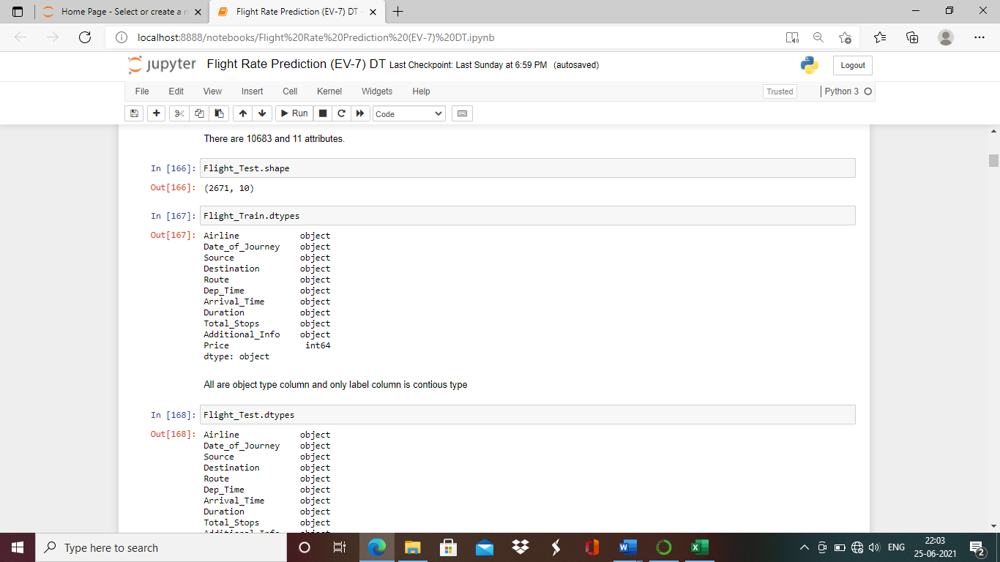 Home Page - Select or create a n
Flight Rate Prediction (EV-7) DT -
localhost:8888/notebooks/Flight%20Rate%20Prediction%20(EV-7)%20DT.ipynb
jupyter Flight Rate Prediction (EV-7) DT Last Checkpoint: Last Sunday at 6:59 PM (autosaved)
Logout
File Edit View Insert Cell Kernel Widgets Help
Trusted
Python 3
Run
Code
There are 10683 and 11 attributes.
In [166]: Flight_Test.shape
Out[166]: (2671, 10)
In [167]: Flight_Train.dtypes
Out[167]: Airline object
Date_of_Journey object
Source object
Destination object
Route object
Dep_Time object
Arrival_Time object
Duration object
Total_Stops object
Additional_Info object
Price int64
dtype: object
All are object type column and only label column is contious type
In [168]: Flight_Test.dtypes
Out[168]: Airline object
Date_of_Journey object
Source object
Destination object
Route object
Dep_Time object
Arrival_Time object
Duration object
Total_Stops object
Additional_Info object
Type here to search
ENG
22:03
25-06-2021
2